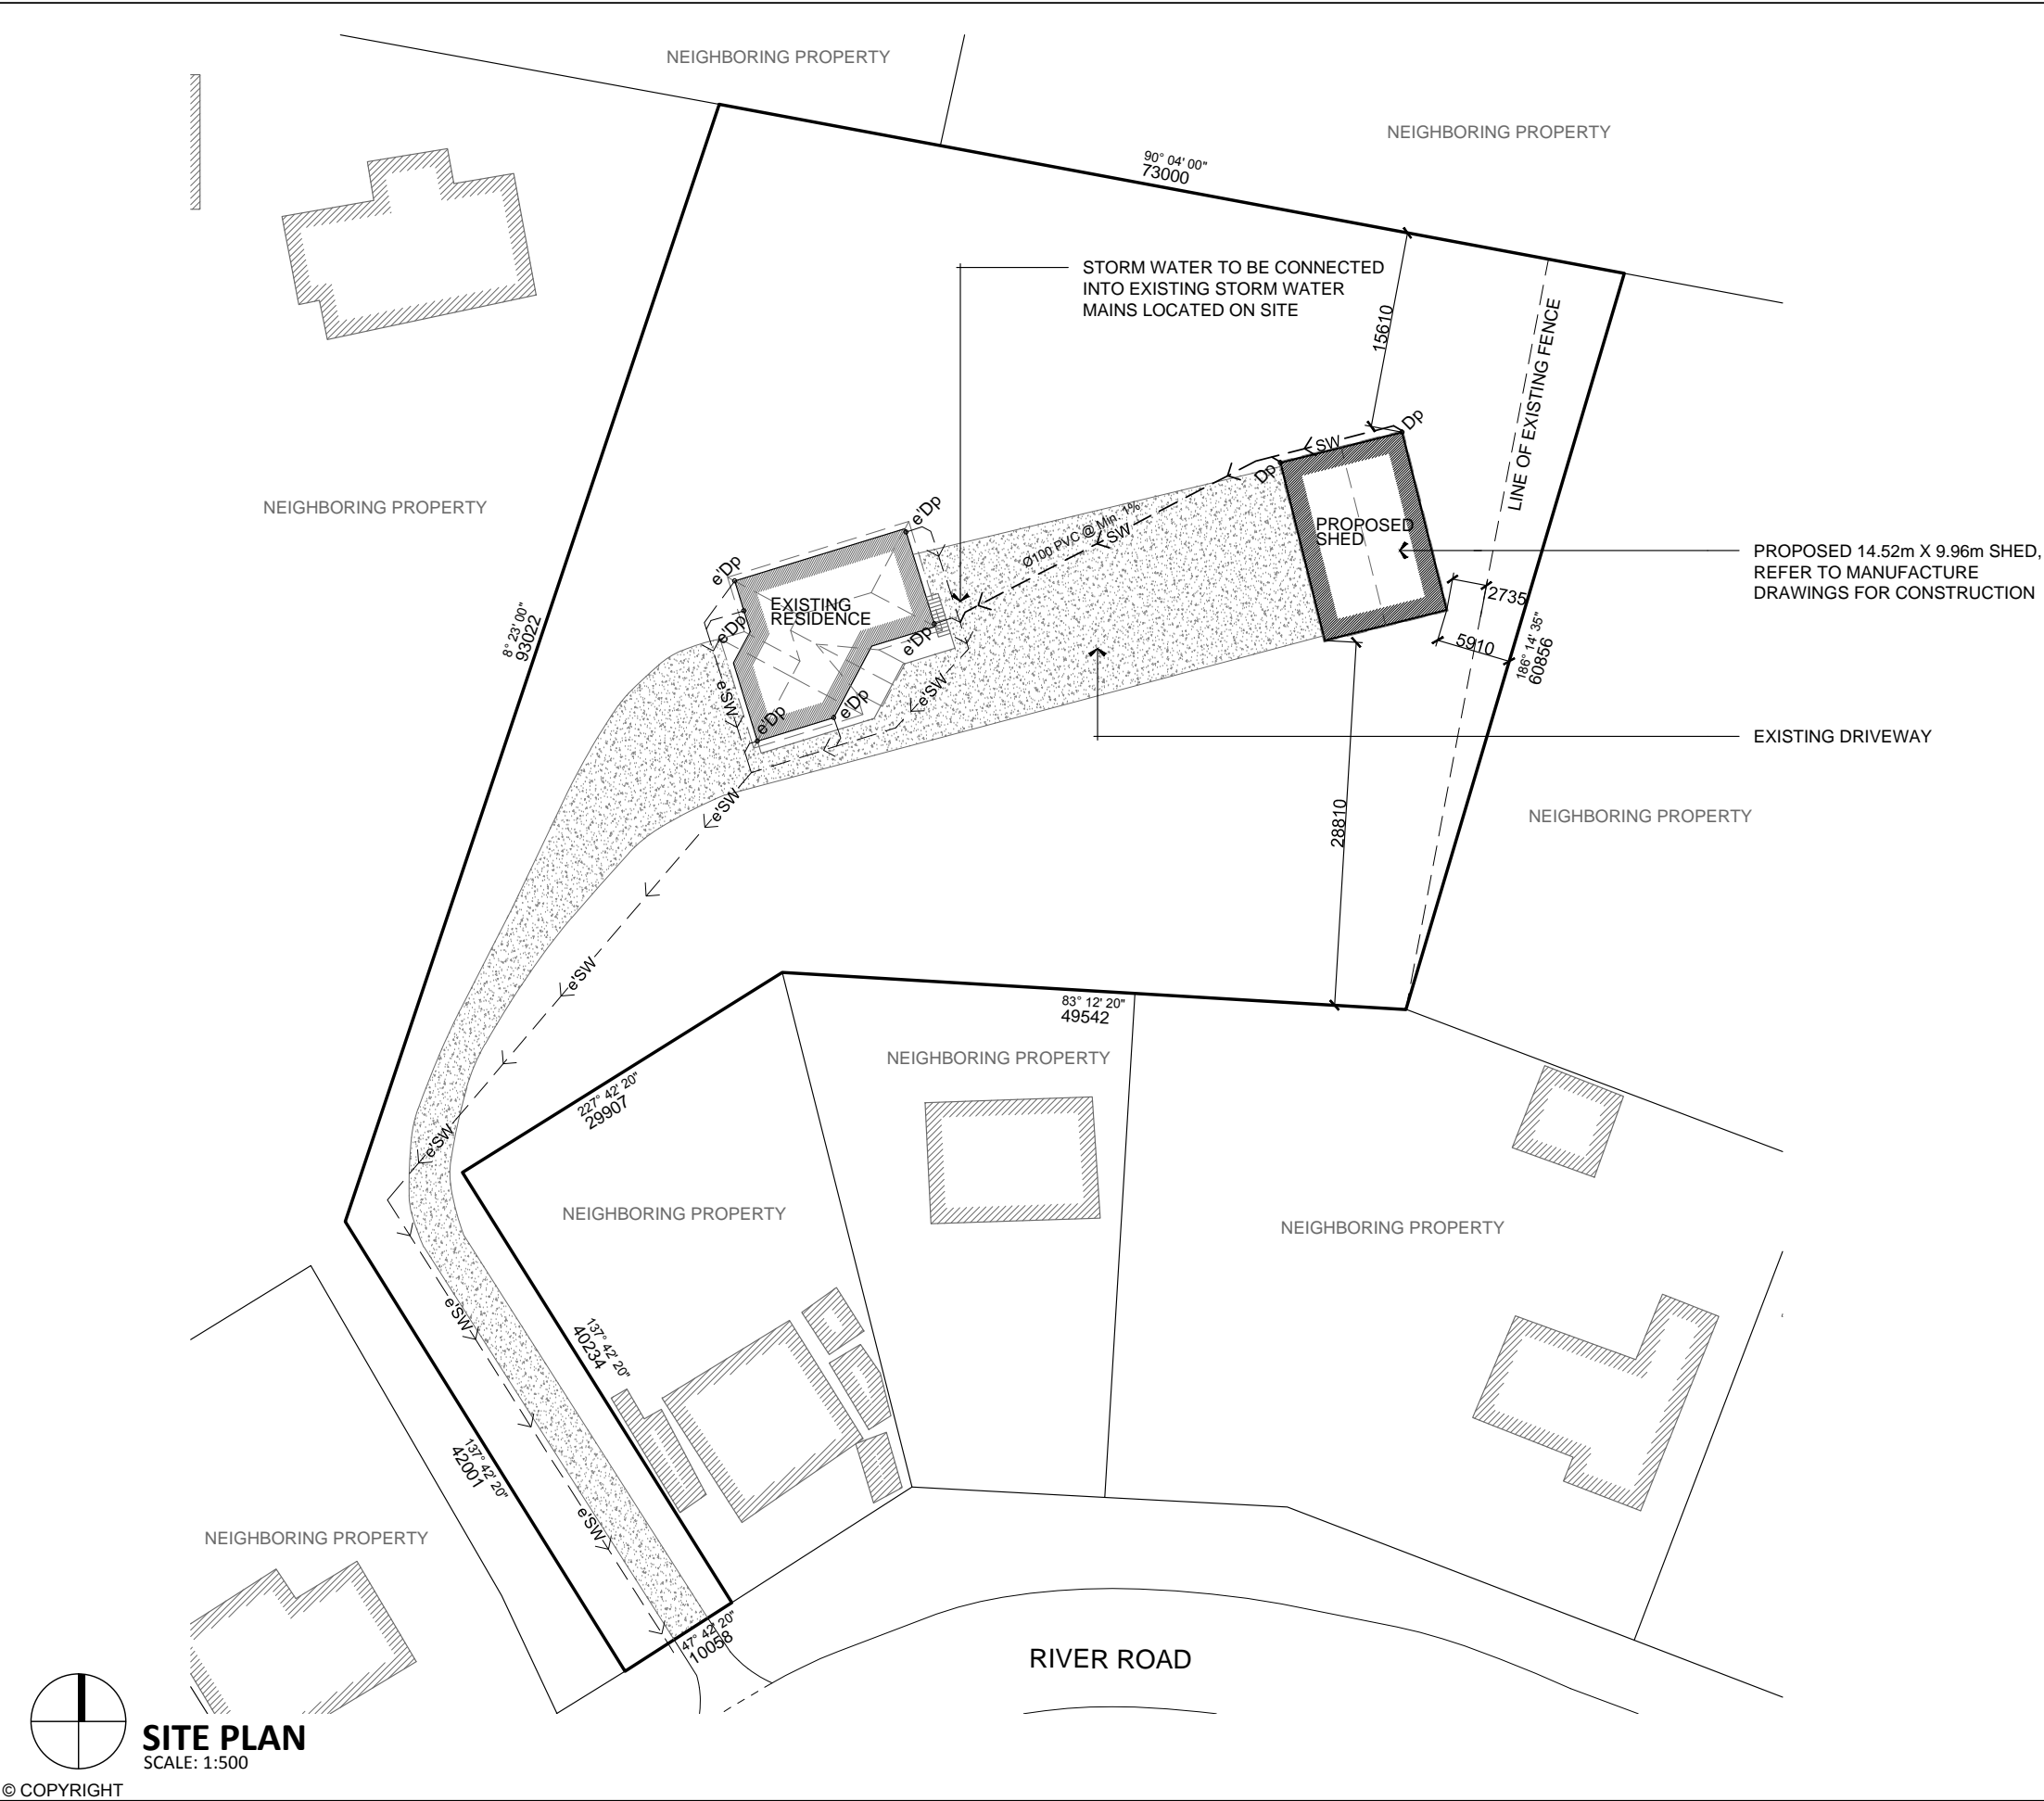 NEIGHBORING PROPERTY
NEIGHBORING PROPERTY
90° 04' 00"
73000
STORM WATER TO BE CONNECTED
INTO EXISTING STORM WATER
MAINS LOCATED ON SITE
15610
LINE OF EXISTING FENCE
Dp
SW
Dp
NEIGHBORING PROPERTY
e'Dp
Ø100 PVC @ Min. 1%
SW
PROPOSED
SHED
PROPOSED 14.52m X 9.96m SHED,
REFER TO MANUFACTURE
DRAWINGS FOR CONSTRUCTION
e'Dp
EXISTING
RESIDENCE
e'Dp
e'Dp
2735
5910
186° 14' 35"
60856
8° 23' 00"
93022
e'SW
e'SW
e'Dp
e'Dp
EXISTING DRIVEWAY
e'SW
28810
NEIGHBORING PROPERTY
e'SW
83° 12' 20"
49542
NEIGHBORING PROPERTY
227° 42' 20"
29907
e'SW
NEIGHBORING PROPERTY
NEIGHBORING PROPERTY
e'SW
137° 42' 20"
40234
137° 42' 20"
42001
e'SW
NEIGHBORING PROPERTY
47° 42' 20"
10058
RIVER ROAD
SITE PLAN
SCALE: 1:500
© COPYRIGHT